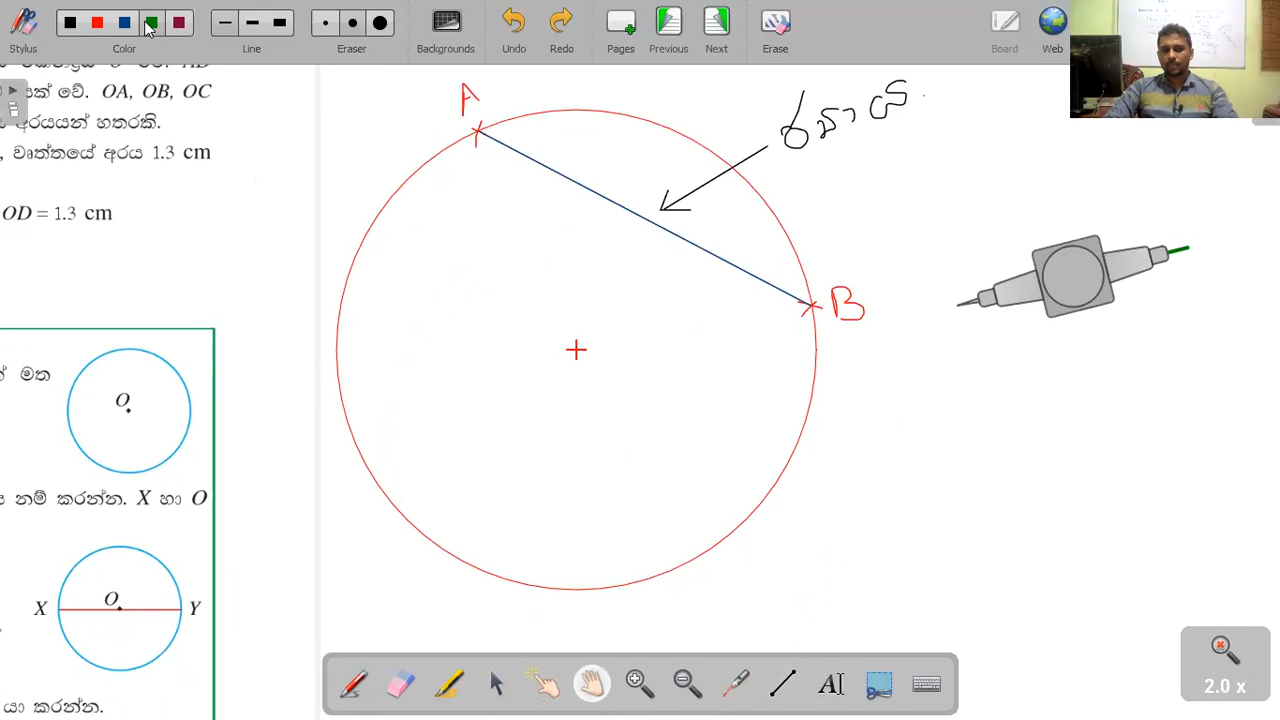 Stylus
Color
Line
Eraser
Backgrounds
Undo
Redo
Pages
Previous
Next
Erase
Board
Web
සක් වේ. OA, OB, OC
අරයයන් හතරකි.
, වෘත්තයේ අරය 1.3 cm
OD = 1.3 cm
මත
O
නම් කරන්න. X හා O
X
O
Y
යා කරන්න.
A
B
2.0 x